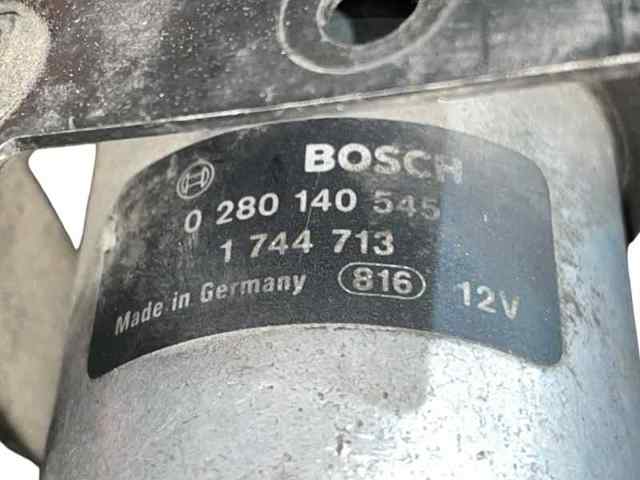 BOSCH
0 280 140 545
1 744 713
Made in Germany 816 12V